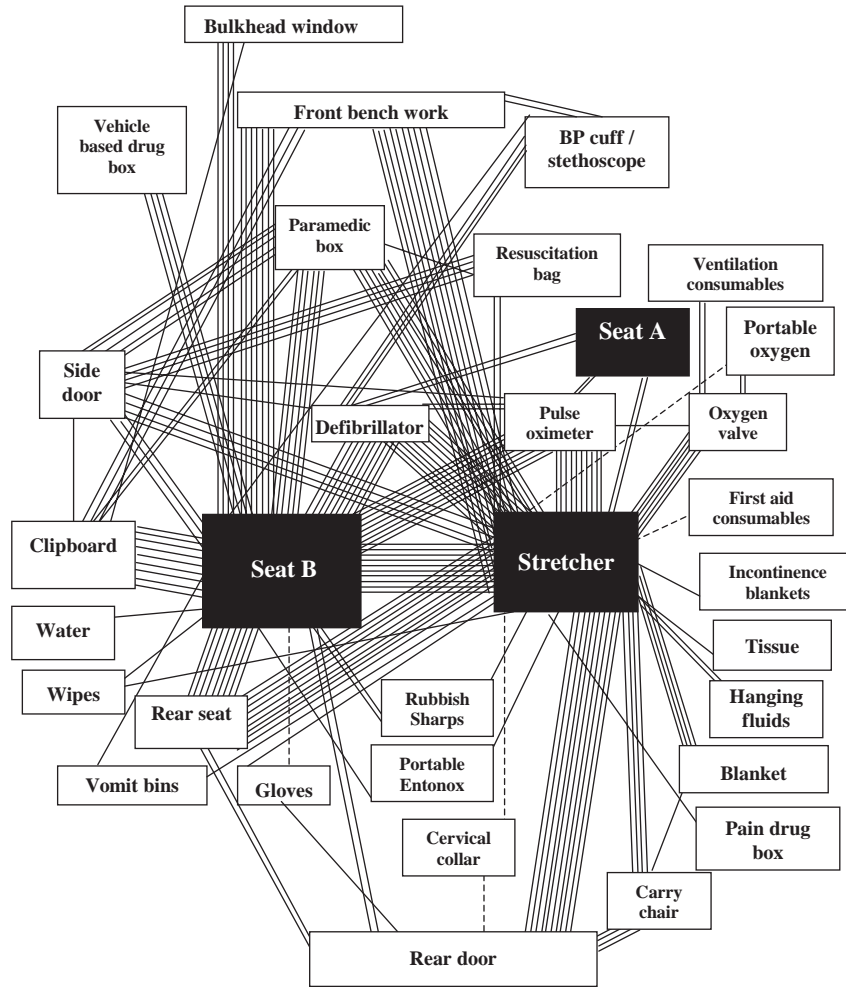 Bulkhead window
Front bench work
Vehicle
based drug
box
BP cuff /
stethoscope
Paramedic
box
Resuscitation
bag
Ventilation
consumables
Seat A
Portable
oxygen
Side
door
Defibrillator
Pulse
oximeter
Oxygen
valve
First aid
consumables
Clipboard
Seat B
Stretcher
Incontinence
blankets
Water
Tissue
Wipes
Rear seat
Rubbish
Sharps
Hanging
fluids
Vomit bins
Gloves
Portable
Entonox
Blanket
Cervical
collar
Pain drug
box
Carry
chair
Rear door